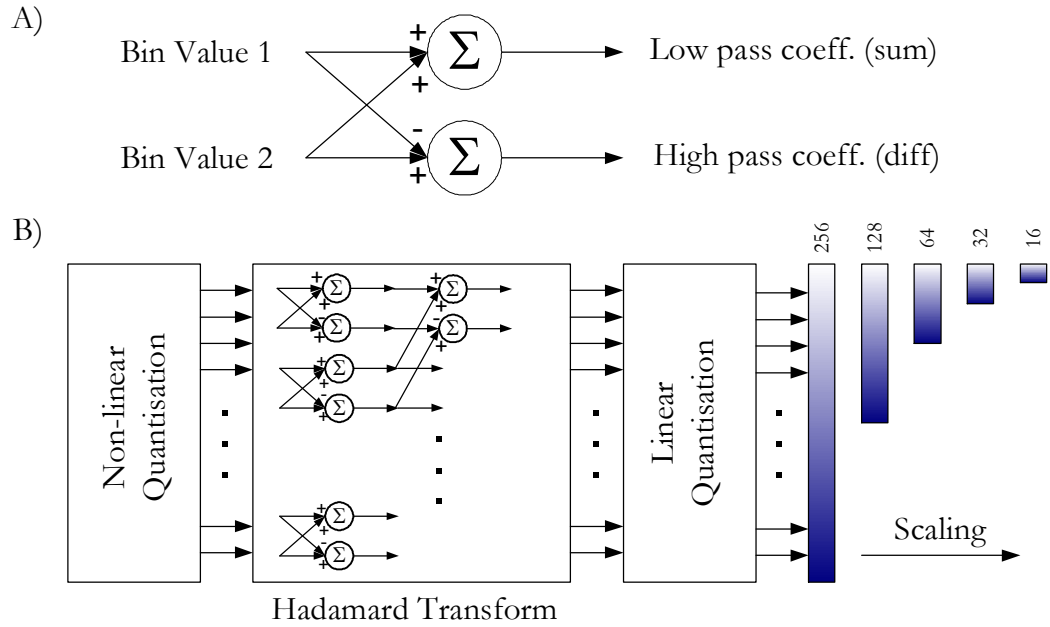 A)
Bin Value 1
+
+
Σ
Low pass coeff. (sum)
Bin Value 2
-
+
Σ
High pass coeff. (diff)
B)
256
128
64
32
16
Non-linear
Quantisation
+
+
Σ
-
+
Σ
+
+
Σ
-
+
Σ
+
+
Σ
-
+
Σ
+
+
Σ
-
+
Σ
Hadamard Transform
Linear
Quantisation
Scaling